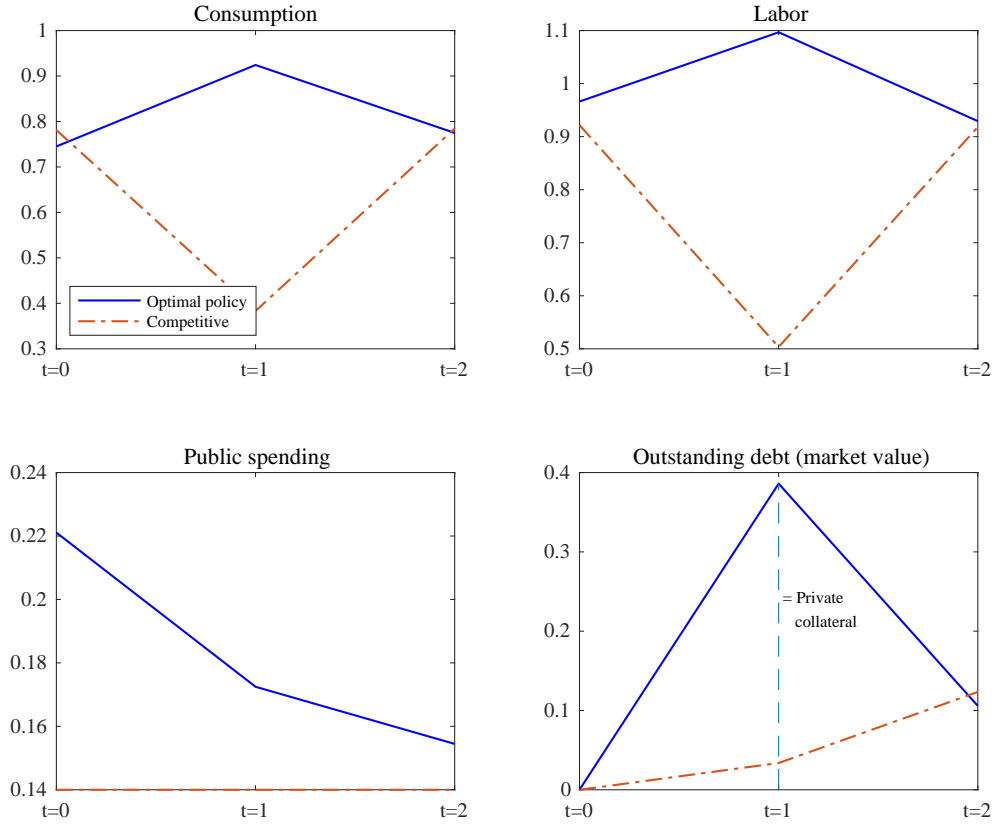 Consumption
1
0.9
0.8
0.7
0.6
0.5
0.4
0.3
t=0
t=1
t=2
Optimal policy
Competitive
Labor
1.1
1
0.9
0.8
0.7
0.6
0.5
t=0
t=1
t=2
Public spending
0.24
0.22
0.2
0.18
0.16
0.14
t=0
t=1
t=2
Outstanding debt (market value)
0.4
0.3
0.2
0.1
0
= Private
collateral
t=0
t=1
t=2